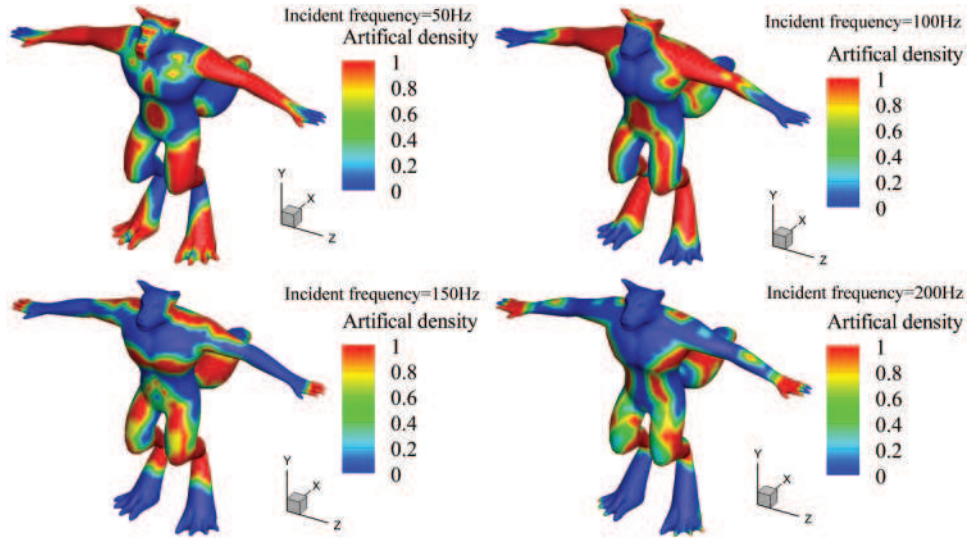 Incident frequency=50Hz
Artifical density
1
0.8
0.6
0.4
0.2
0
Y
X
Z
Incident frequency=100Hz
Artifical density
1
0.8
0.6
0.4
0.2
0
Y
X
Z
Incident frequency=150Hz
Artifical density
1
0.8
0.6
0.4
0.2
0
Y
X
Z
Incident frequency=200Hz
Artifical density
1
0.8
0.6
0.4
0.2
0
Y
X
Z